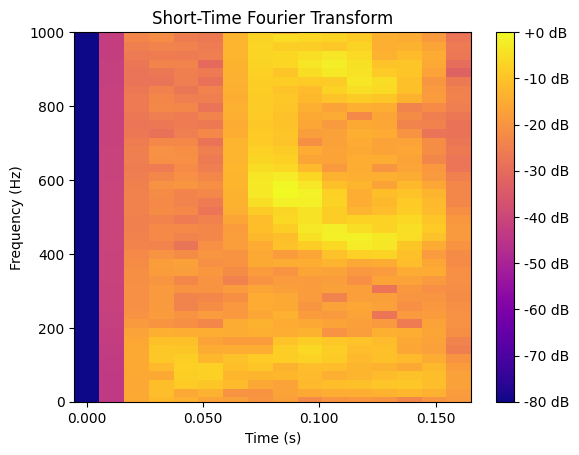 Short-Time Fourier Transform
Frequency (Hz)
1000
800
600
400
200
0
0.000
0.050
0.100
0.150
Time (s)
+0 dB
-10 dB
-20 dB
-30 dB
-40 dB
-50 dB
-60 dB
-70 dB
-80 dB